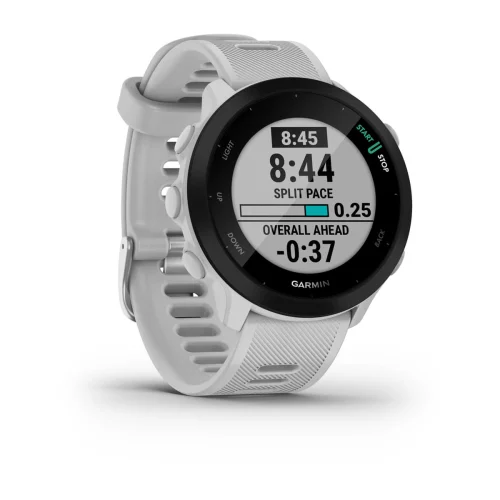 LIGHT
UP
DOWN
START
STOP
BACK
8:45
8:44
SPLIT PACE
0.25
OVERALL AHEAD
-0:37
GARMIN